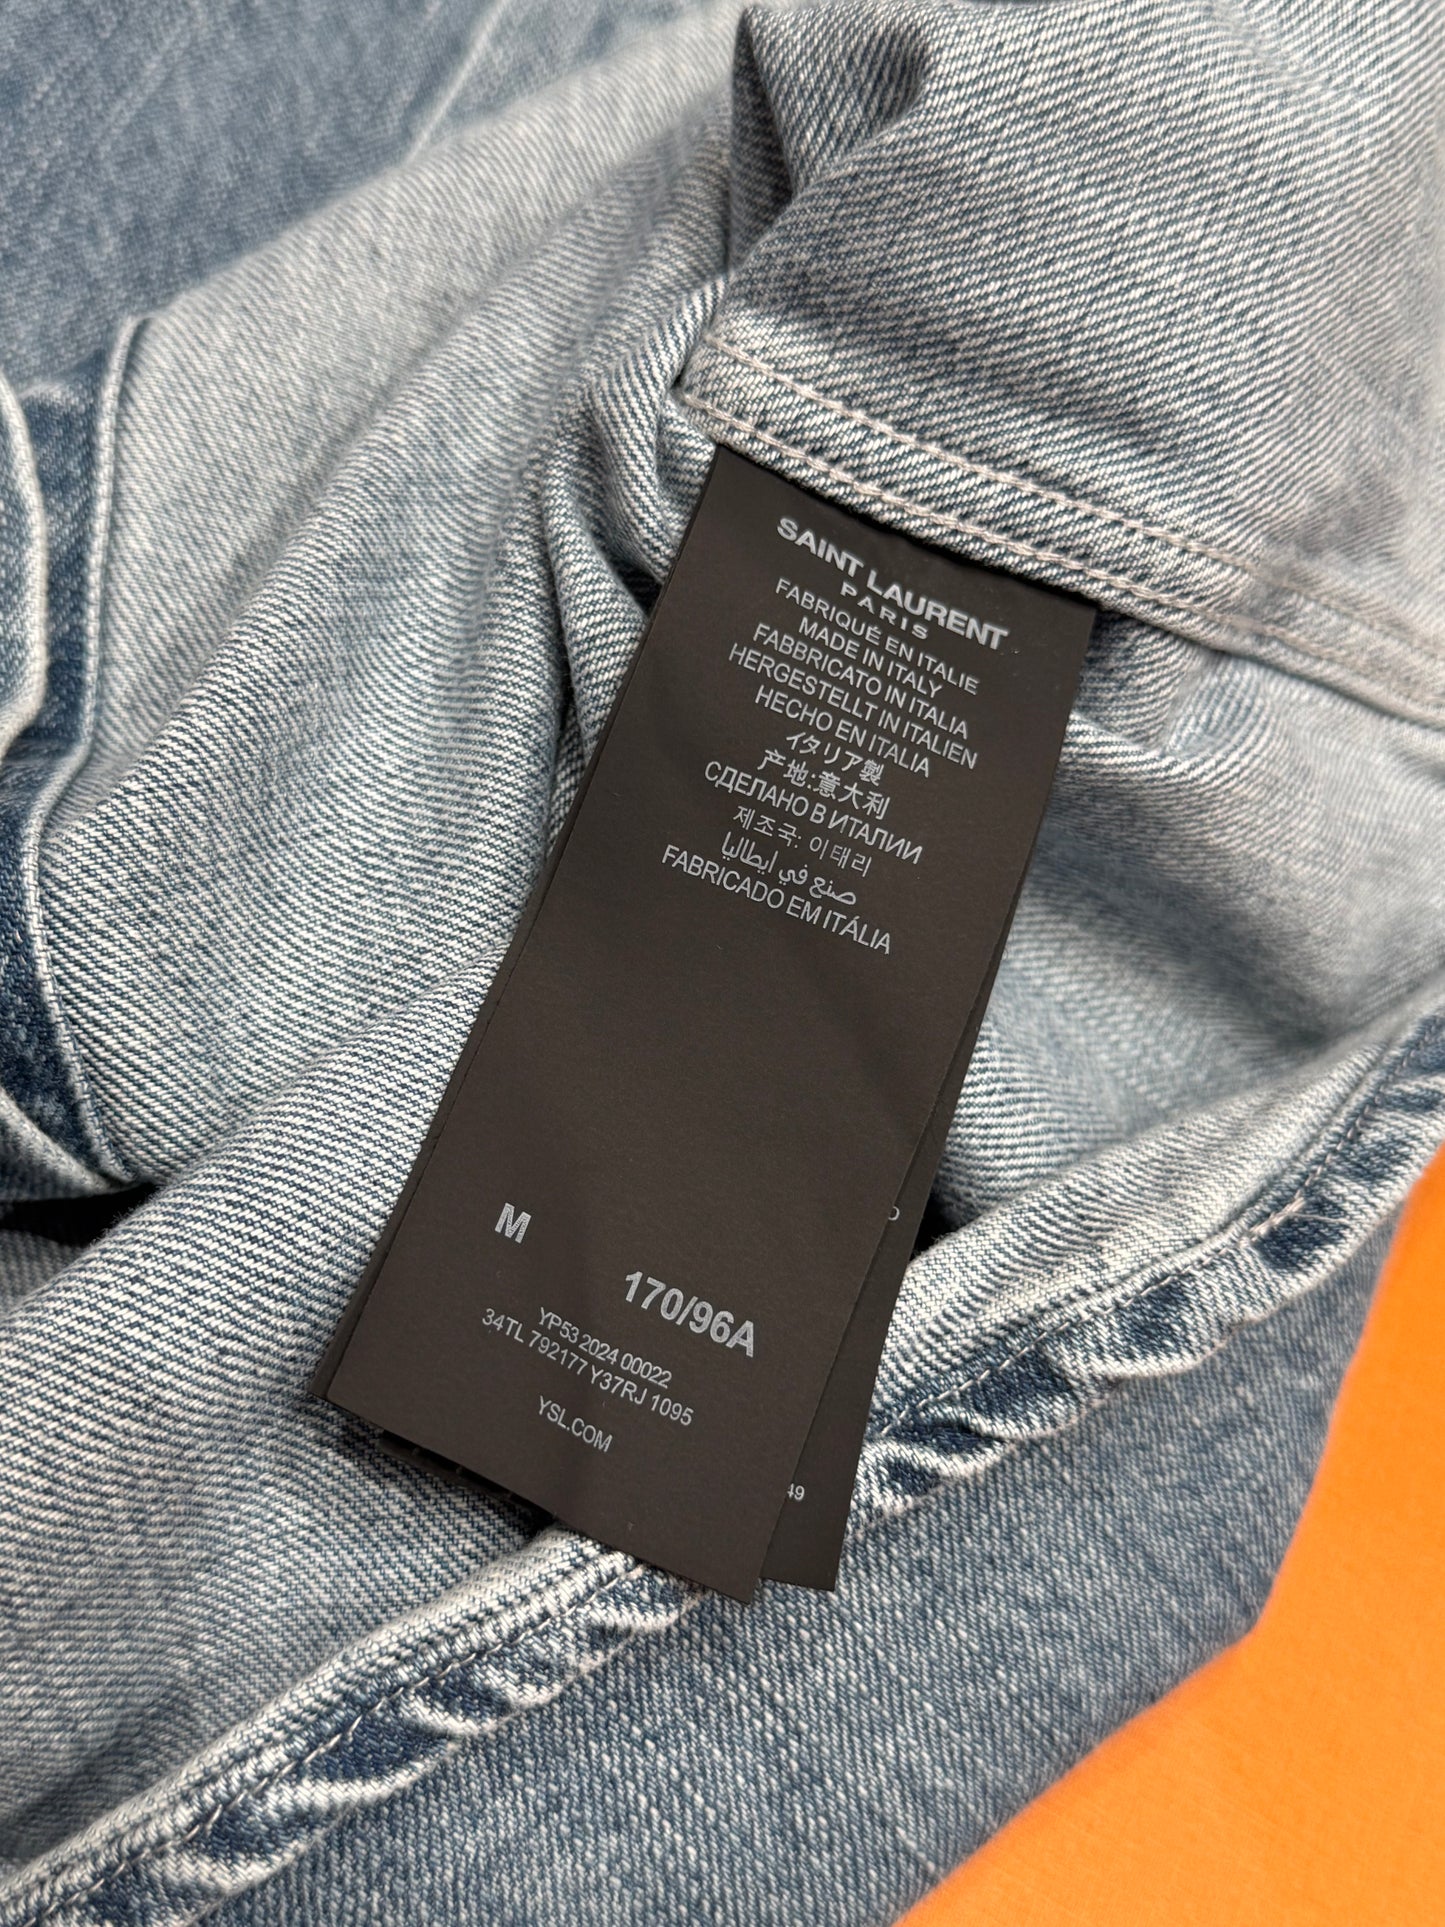 SAINT LAURENT
PARIS
FABRIQUÉ EN ITALIE
MADE IN ITALY
FABBRICATO IN ITALIA
HERGESTELLT IN ITALIEN
HECHO EN ITALIA
イタリア製
产地:意大利
СДЕЛАНО В ИТАЛИИ
제조국: 이태리
صنع في ايطاليا
FABRICADO EM ITÁLIA
M
170/96A
YP53 2024 00022
34TL 792177 Y37RJ 1095
YSL.COM
49